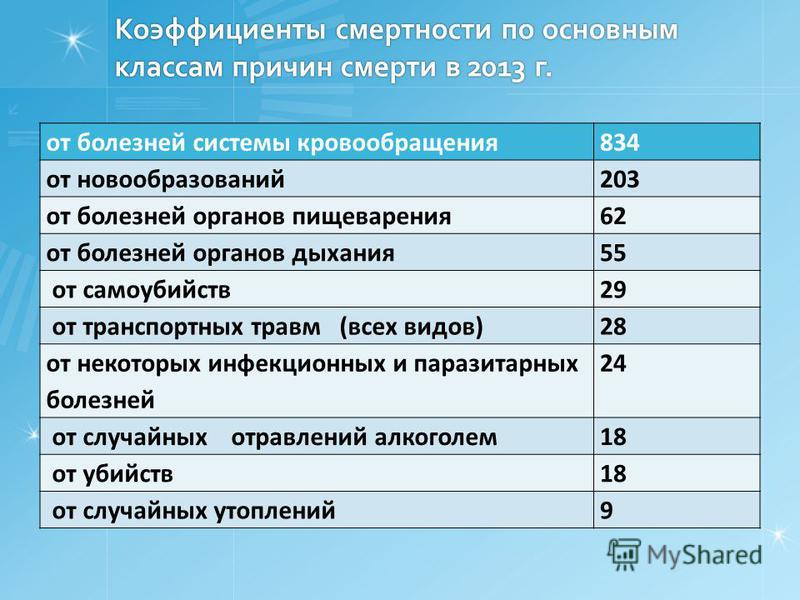 Коэффициенты смертности по основным
классам причин смерти в 2013 г.
от болезней системы кровообращения 834
от новообразований 203
от болезней органов пищеварения 62
от болезней органов дыхания 55
от самоубийств 29
от транспортных травм (всех видов) 28
от некоторых инфекционных и паразитарных 24
болезней
от случайных отравлений алкоголем 18
от убийств 18
от случайных утоплений 9
MyShared